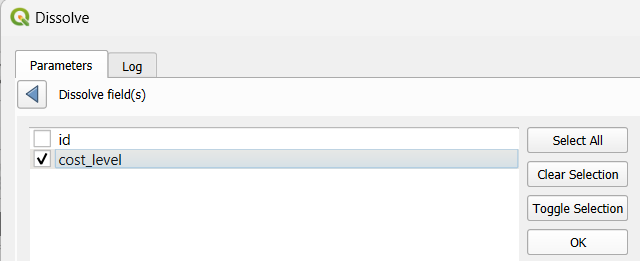 Dissolve
Parameters
Log
Dissolve field(s)
id
cost_level
Select All
Clear Selection
Toggle Selection
OK